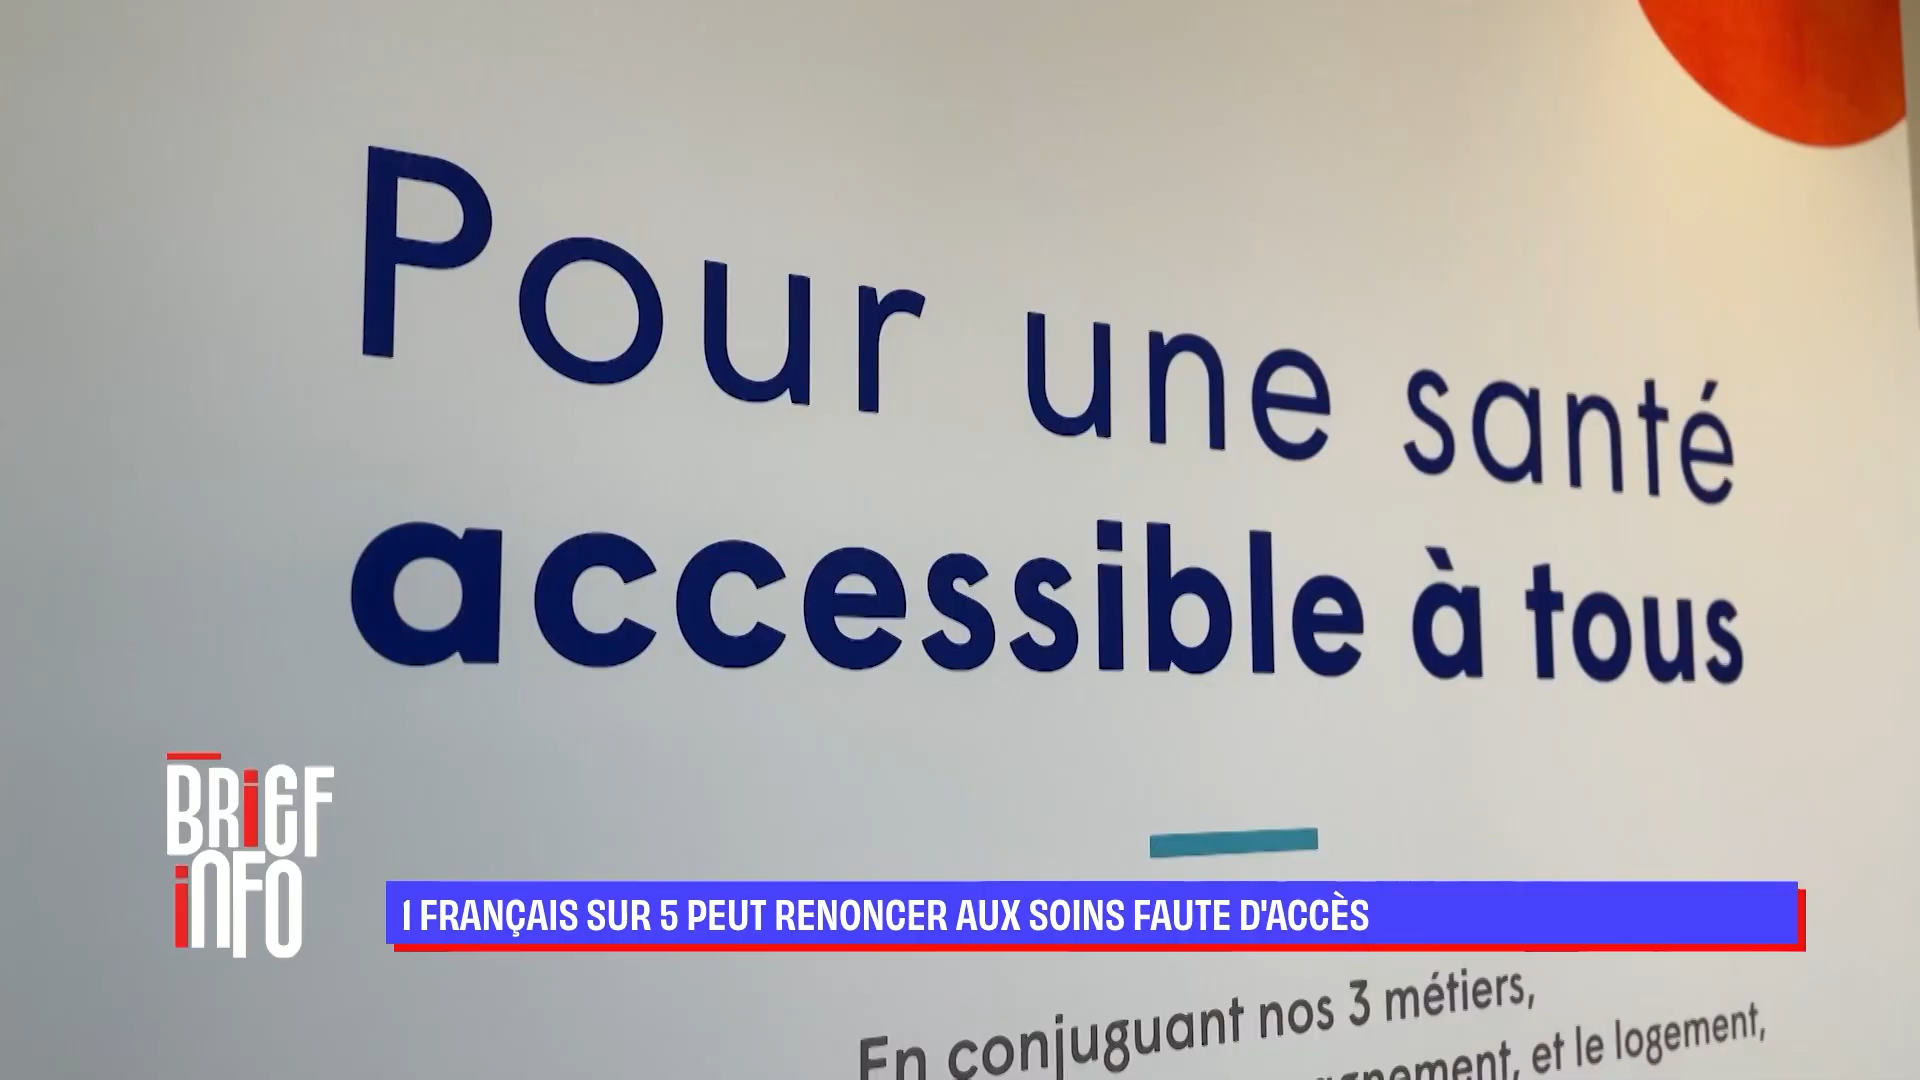 Pour une santé
accessible à tous
BRiEF
iNFO
1 FRANÇAIS SUR 5 PEUT RENONCER AUX SOINS FAUTE D'ACCÈS
En conjuguant nos 3 métiers,
et le logement,